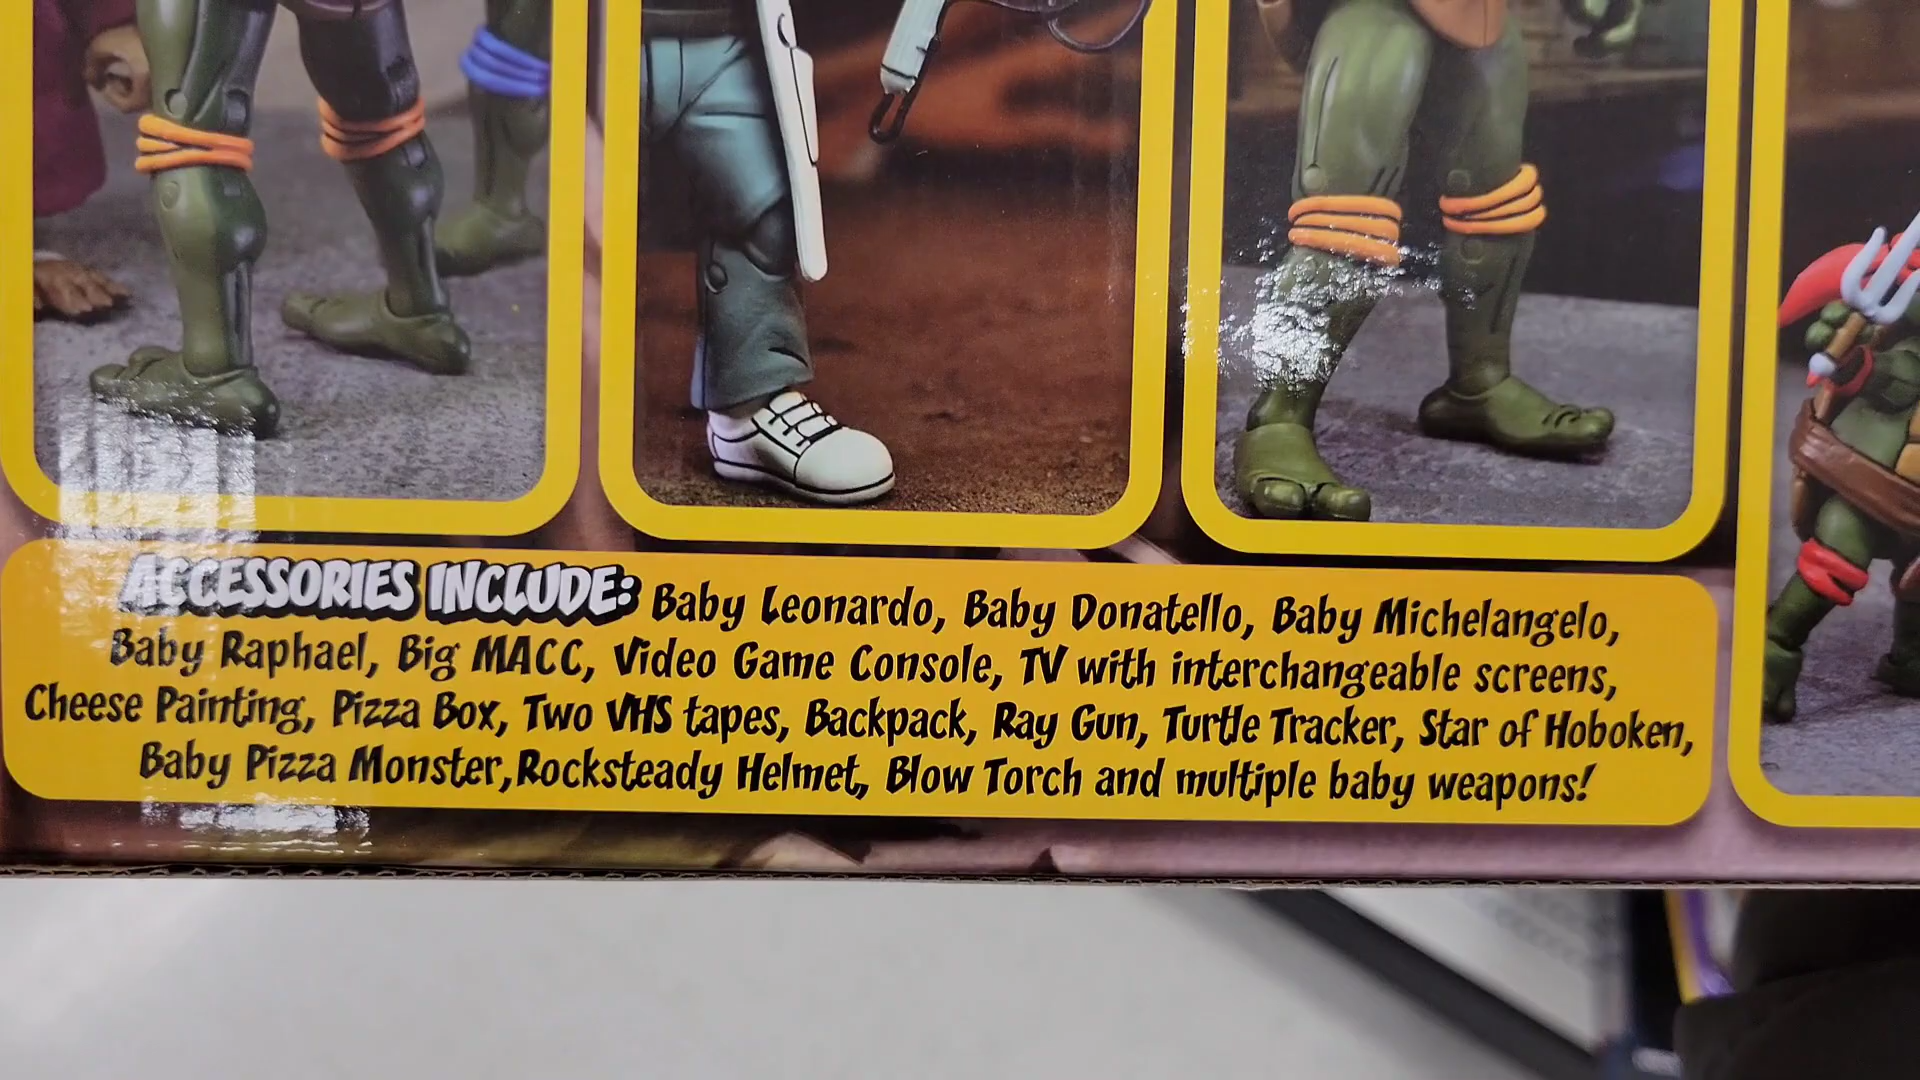 ACCESSORIES INCLUDE: Baby Leonardo, Baby Donatello, Baby Michelangelo,
Baby Raphael, Big MACC, Video Game Console, TV with interchangeable screens,
Cheese Painting, Pizza Box, Two VHS tapes, Backpack, Ray Gun, Turtle Tracker, Star of Hoboken,
Baby Pizza Monster,Rocksteady Helmet, Blow Torch and multiple baby weapons!